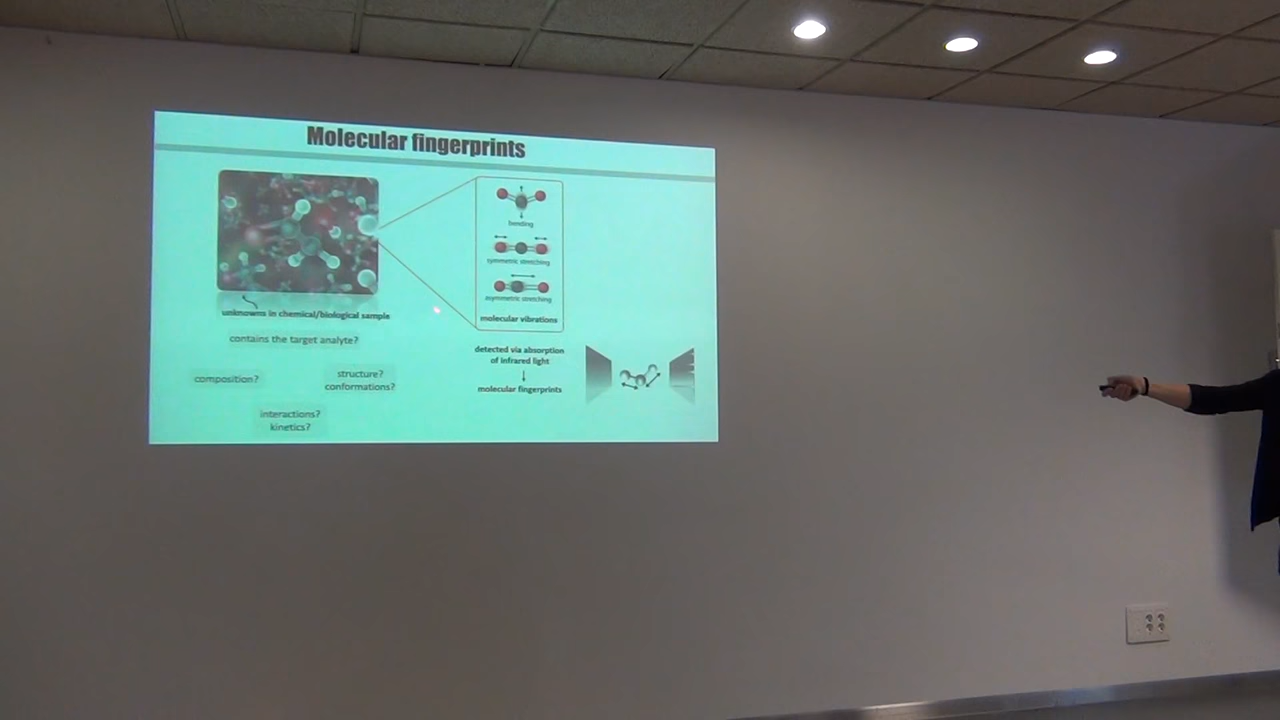 Molecular fingerprints
bending
symmetric stretching
asymmetric stretching
molecular vibrations
unknowns in chemical/biological sample
contains the target analyte?
composition?
structure?
conformations?
interactions?
kinetics?
detected via absorption
of infrared light
molecular fingerprints